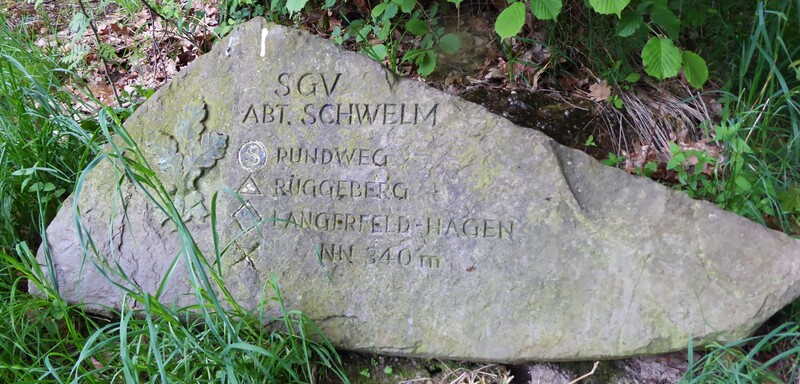 SGV
ABT. SCHWELM
S RUNDWEG
RÜGGEBERG
LANGERFELD-HAGEN
X NN 340 m